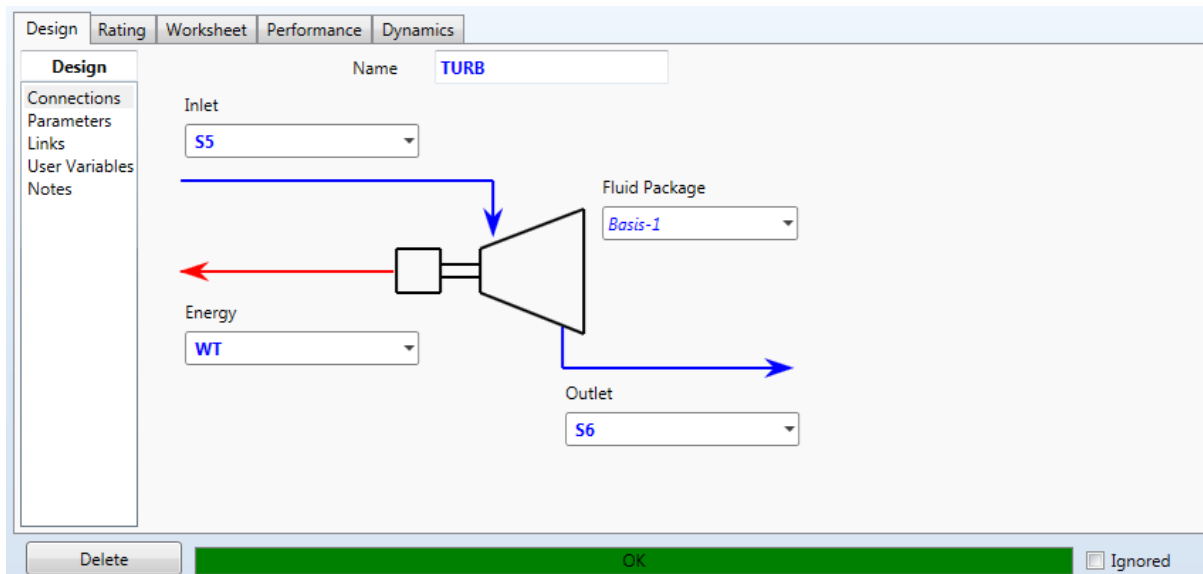 Design Rating Worksheet Performance Dynamics
Design
Connections
Parameters
Links
User Variables
Notes
Name TURB
Inlet
S5
Fluid Package
Basis-1
Energy
WT
Outlet
S6
Delete OK Ignored